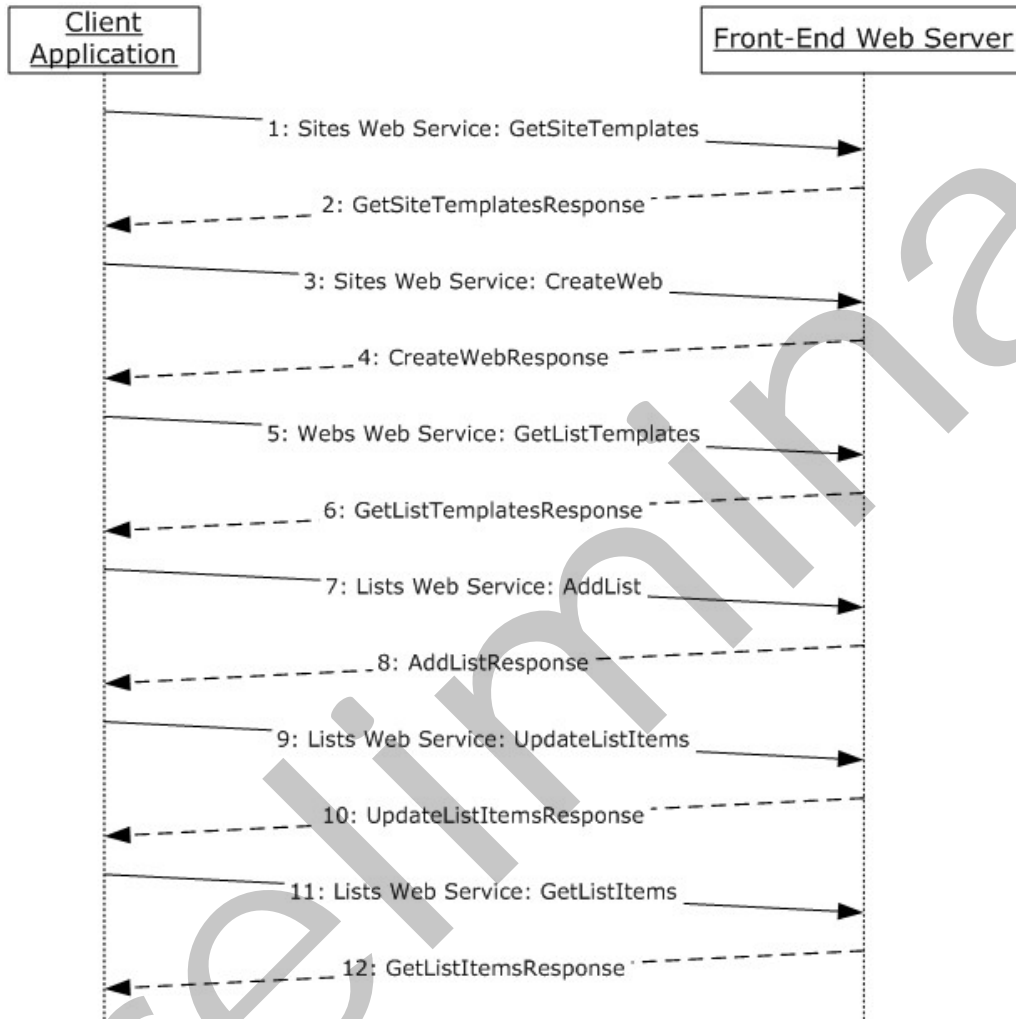 Client
Application
Front-End Web Server
1: Sites Web Service: GetSiteTemplates
2: GetSiteTemplatesResponse
3: Sites Web Service: CreateWeb
4: CreateWebResponse
5: Webs Web Service: GetListTemplates
6: GetListTemplatesResponse
7: Lists Web Service: AddList
8: AddListResponse
9: Lists Web Service: UpdateListItems
10: UpdateListItemsResponse
11: Lists Web Service: GetListItems
12: GetListItemsResponse
elimina